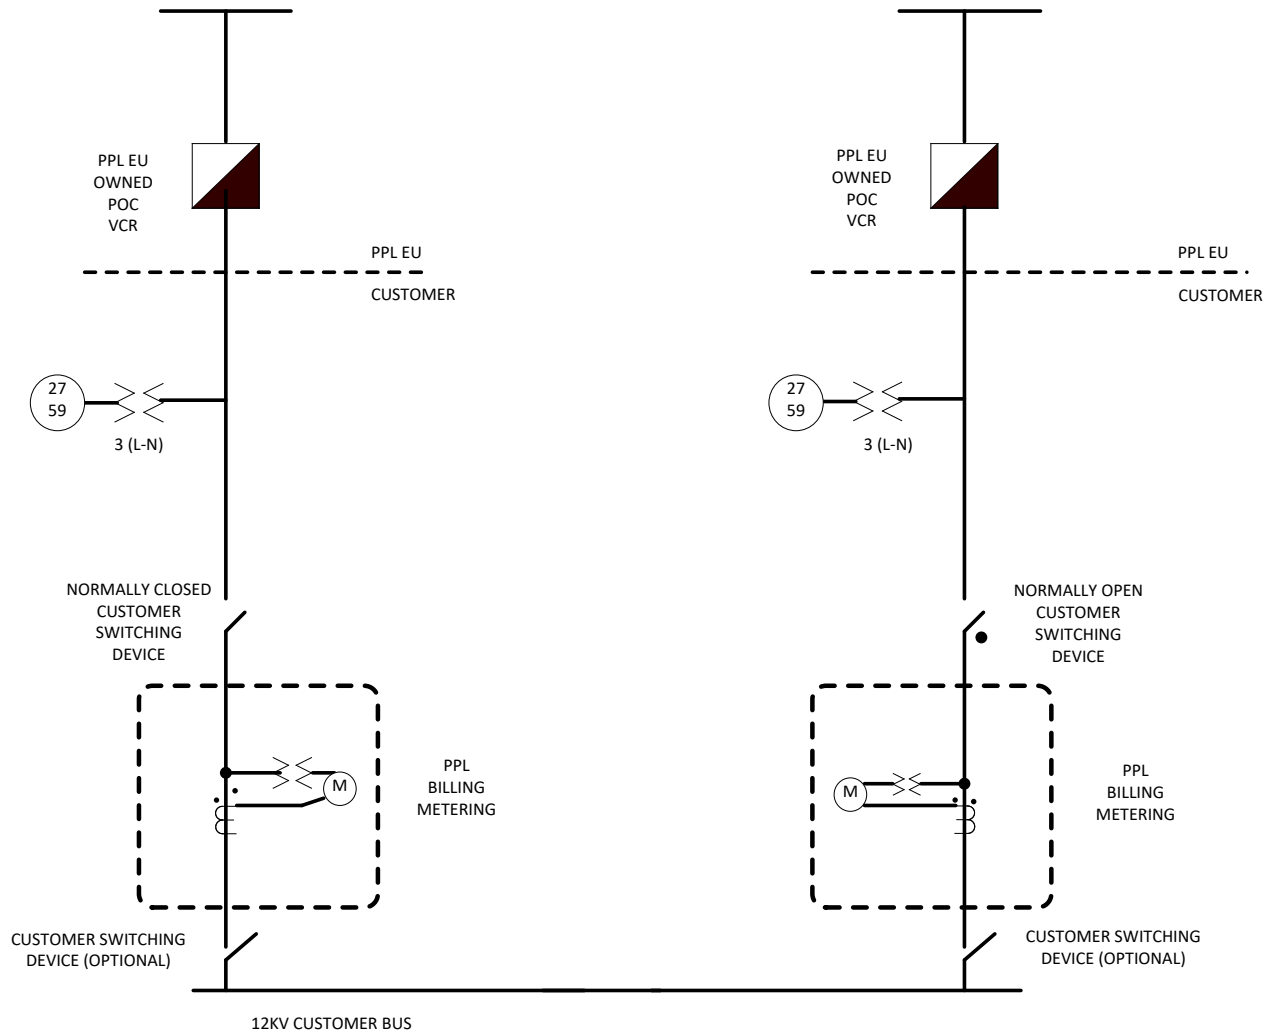 PPL EU
OWNED
POC
VCR
PPL EU
CUSTOMER
27
59
3 (L-N)
NORMALLY CLOSED
CUSTOMER
SWITCHING
DEVICE
M
PPL
BILLING
METERING
CUSTOMER SWITCHING
DEVICE (OPTIONAL)
PPL EU
OWNED
POC
VCR
PPL EU
CUSTOMER
27
59
3 (L-N)
NORMALLY OPEN
CUSTOMER
SWITCHING
DEVICE
M
PPL
BILLING
METERING
CUSTOMER SWITCHING
DEVICE (OPTIONAL)
12KV CUSTOMER BUS